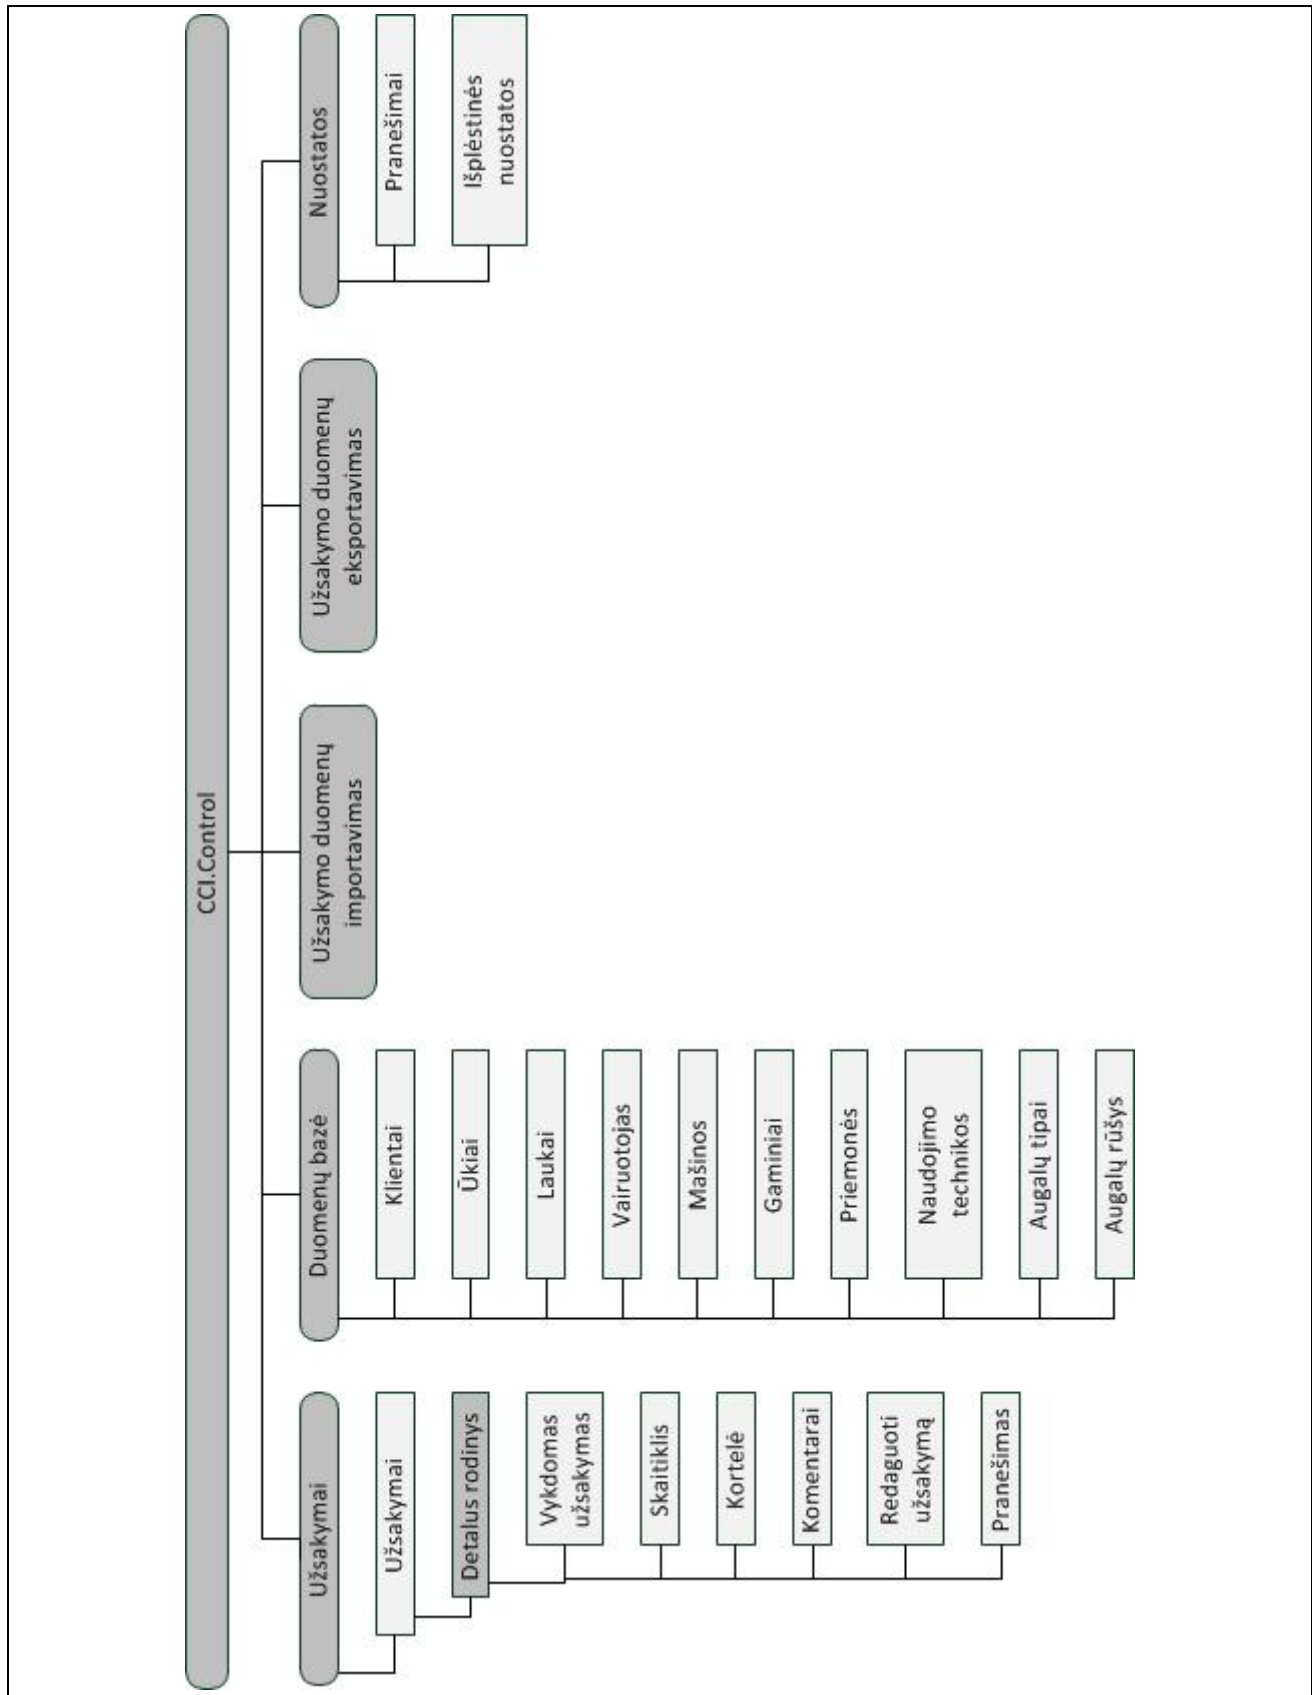 CCI.Control
Užsakymai
Užsakymai
Detalus rodinys
Vykdomas
užsakymas
Skaitiklis
Kortelė
Komentarai
Redaguoti
užsakymą
Pranešimas
Duomenų bazė
Klientai
Ūkiai
Laukai
Vairuotojas
Mašinos
Gaminiai
Priemonės
Naudojimo
technikos
Augalų tipai
Augalų rūšys
Užsakymo duomenų
importavimas
Užsakymo duomenų
eksportavimas
Nuostatos
Pranešimai
Išplėstinės
nuostatos